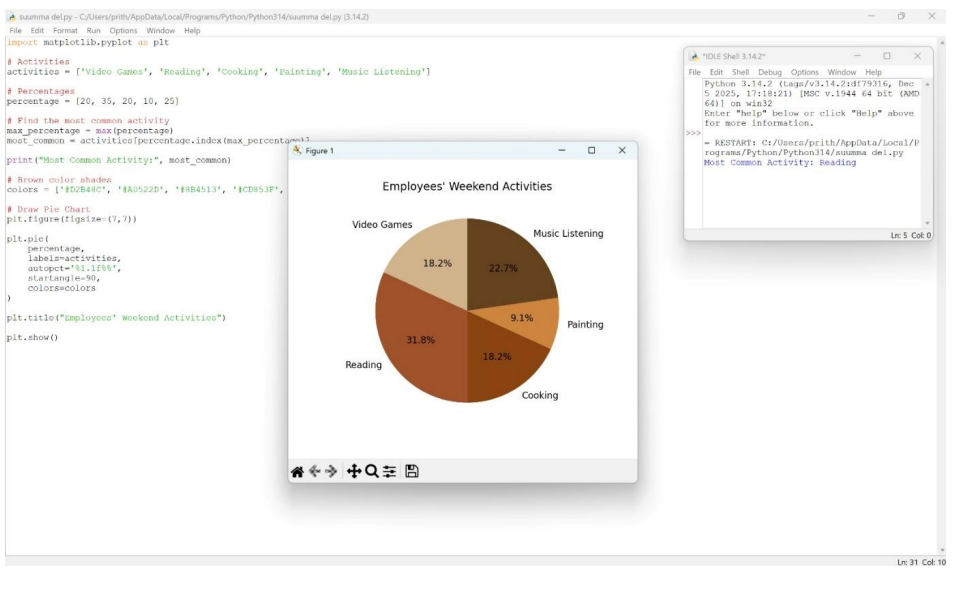 suumma del.py - C:/Users/prith/AppData/Local/Programs/Python/Python314/suumma del.py (3.14.2)
File Edit Format Run Options Window Help
import matplotlib.pyplot as plt
# Activities
activities = ['Video Games', 'Reading', 'Cooking', 'Painting', 'Music Listening']
# Percentages
percentage = [20, 35, 20, 10, 25]
# Find the most common activity
max_percentage = max(percentage)
most_common = activities[percentage.index(max_percentage)]
print("Most Common Activity:", most_common)
# Brown color shades
colors = ['#D2B48C', '#A0522D', '#8B4513', '#CD853F',
# Draw Pie Chart
plt.figure(figsize=(7,7))
plt.pie(
percentage,
labels=activities,
autopct='%1.1f%%',
startangle=90,
colors=colors
)
plt.title("Employees' Weekend Activities")
plt.show()
Figure 1
Employees' Weekend Activities
Video Games
Music Listening
18.2%
22.7%
9.1%
Painting
31.8%
18.2%
Reading
Cooking
*IDLE Shell 3.14.2*
File Edit Shell Debug Options Window Help
Python 3.14.2 (tags/v3.14.2:df79316, Dec
5 2025, 17:18:21) [MSC v.1944 64 bit (AMD
64)] on win32
Enter "help" below or click "Help" above
for more information.
>>>
= RESTART: C:/Users/prith/AppData/Local/P
rograms/Python/Python314/suumma del.py
Most Common Activity: Reading
Ln: 5 Col: 0
Ln: 31 Col: 10